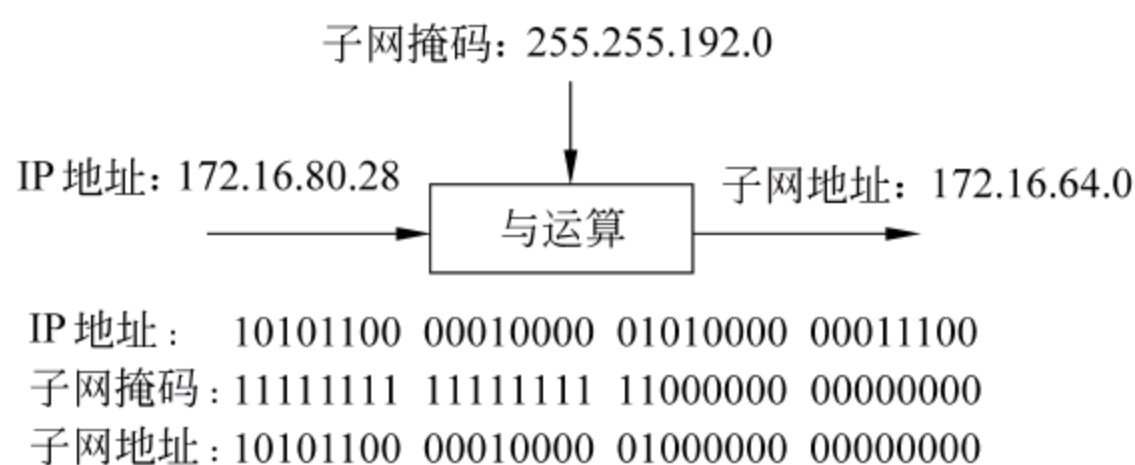 子网掩码：255.255.192.0
IP 地址：172.16.80.28
子网地址：172.16.64.0
与运算
IP 地址： 10101100 00010000 01010000 00011100
子网掩码：11111111 11111111 11000000 00000000
子网地址：10101100 00010000 01000000 00000000